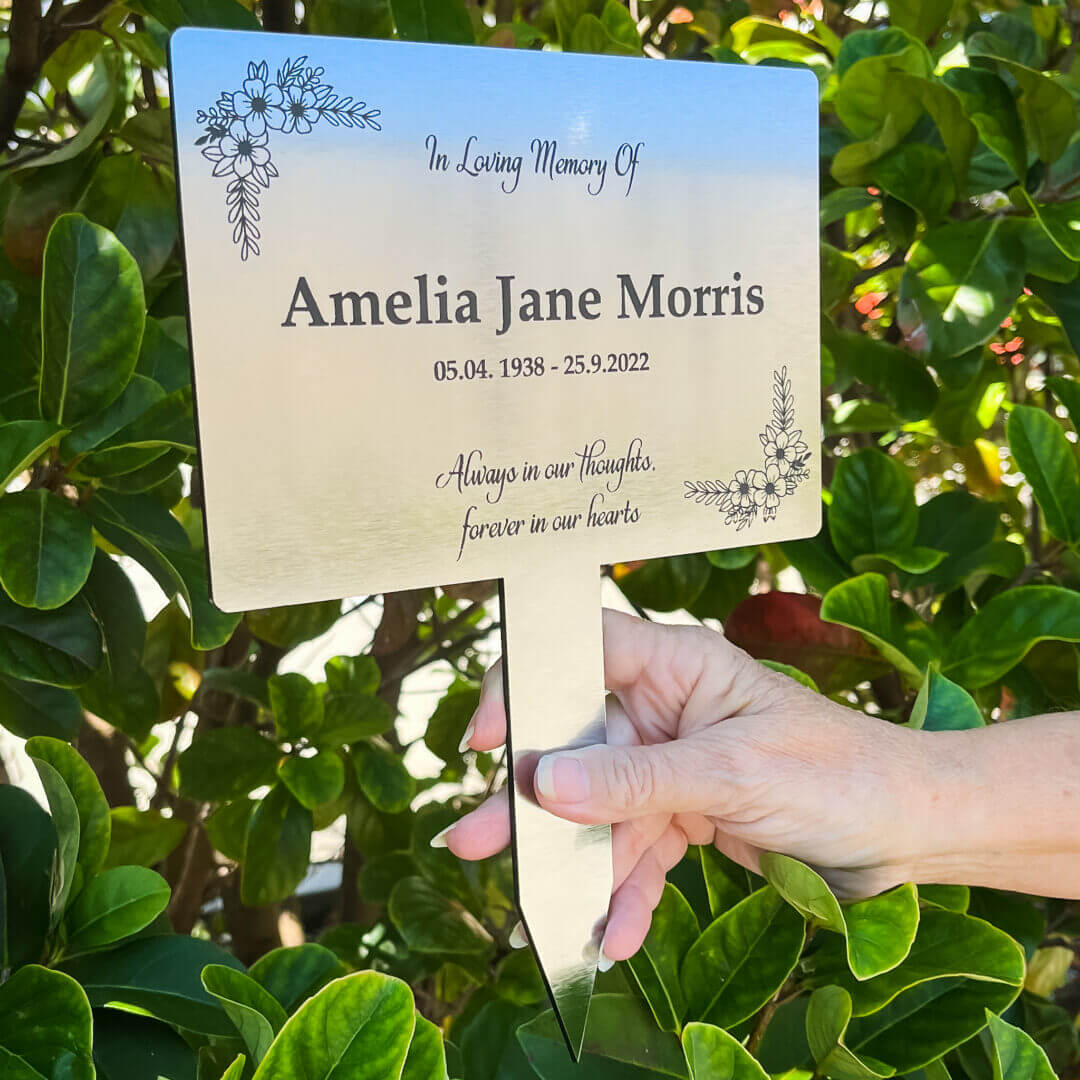 In Loving Memory Of
Amelia Jane Morris
05.04. 1938 - 25.9.2022
Always in our thoughts.
forever in our hearts